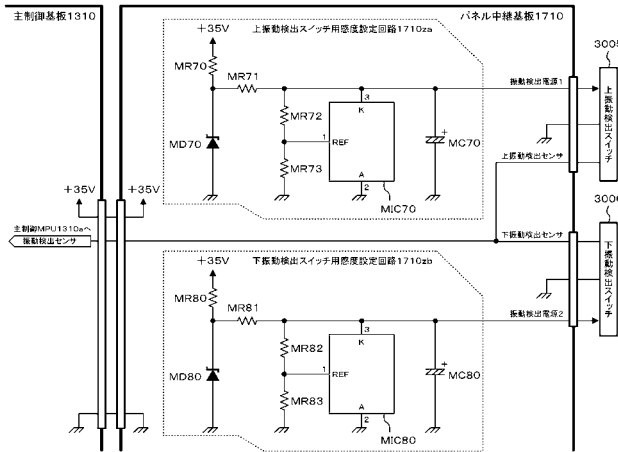 主制御基板1310
パネル中継基板1710
+35V
上振動検出スイッチ用感度設定回路1710za
MR70
MR71
MR72
MR73
MD70
3
K
1
REF
A
2
MIC70
+
MC70
振動検出電源1
上振動検出センサ
3005
上振動検出スイッチ
+35V
+35V
主制御MPU1310aへ
振動検出センサ
下振動検出センサ
3006
下振動検出スイッチ
+35V
下振動検出スイッチ用感度設定回路1710zb
MR80
MR81
MR82
MR83
MD80
3
K
1
REF
A
2
MIC80
+
MC80
振動検出電源2